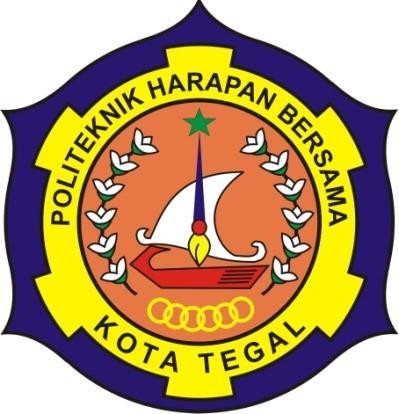 POLITEKNIK HARAPAN BERSAMA
KOTA TEGAL